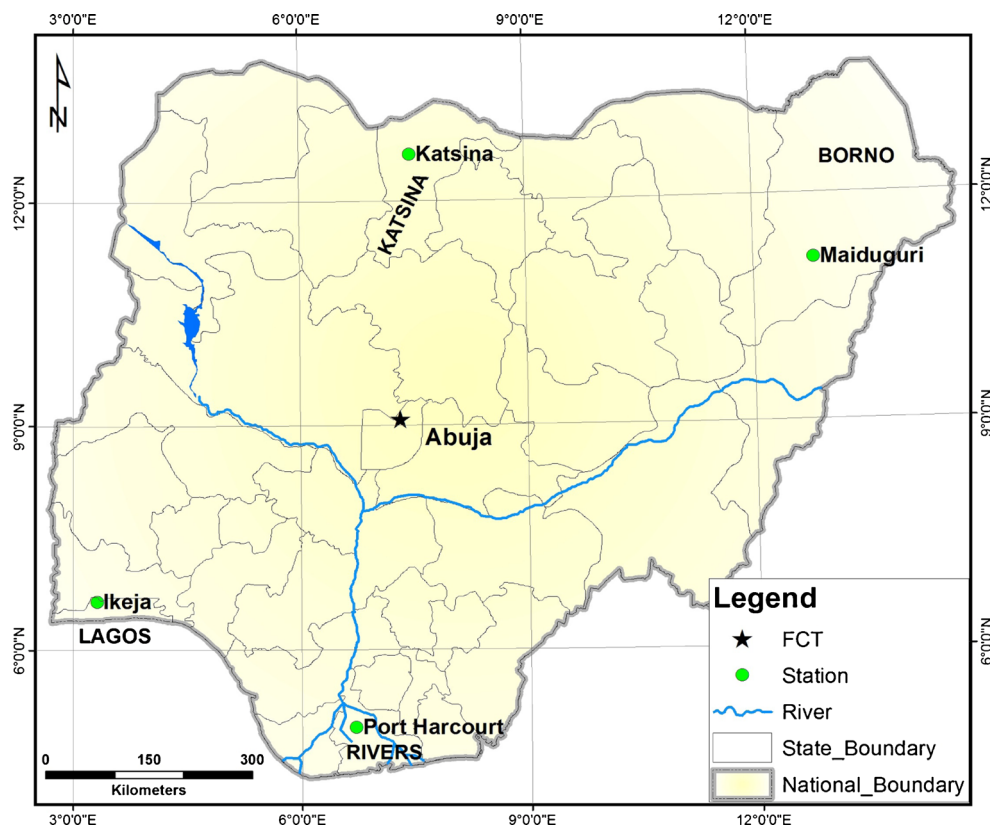 3°0'0"E 6°0'0"E 9°0'0"E 12°0'0"E
N
Katsina
BORNO
KATSINA
12°0'0"N
12°0'0"N
Maiduguri
9°0'0"N
9°0'0"N
Abuja
Ikeja
LAGOS
6°0'0"N
6°0'0"N
Port Harcourt
RIVERS
0 150 300
Kilometers
Legend
FCT
Station
River
State_Boundary
National_Boundary
3°0'0"E 6°0'0"E 9°0'0"E 12°0'0"E